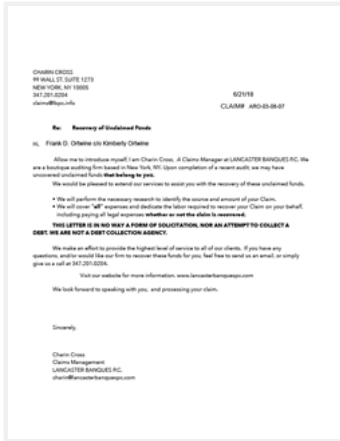 CHARIN CROSS
99 WALL ST. SUITE 1273
NEW YORK, NY 10005
347.201.0204
claims@lbpc.info
6/21/18
CLAIM# ARO-03-08-07
Re: Recovery of Unclaimed Funds
Hi, Frank D. Ortwine c/o Kimberly Ortwine
Allow me to introduce myself; I am Charin Cross, A Claims Manager at LANCASTER BANQUES P.C. We
are a boutique auditing firm based in New York, NY. Upon completion of a recent audit, we may have
uncovered unclaimed funds that belong to you.
We would be pleased to extend our services to assist you with the recovery of these unclaimed funds.
• We will perform the necessary research to identify the source and amount of your Claim.
• We will cover "all" expenses and dedicate the labor required to recover your Claim on your behalf,
including paying all legal expenses whether or not the claim is recovered.
THIS LETTER IS IN NO WAY A FORM OF SOLICITATION, NOR AN ATTEMPT TO COLLECT A
DEBT. WE ARE NOT A DEBT COLLECTION AGENCY.
We make an effort to provide the highest level of service to all of our clients. If you have any
questions, and/or would like our firm to recover these funds for you, feel free to send us an email, or simply
give us a call at 347.201.0204.
Visit our website for more information. www.lancasterbanquespc.com
We look forward to speaking with you, and processing your claim.
Sincerely,
Charin Cross
Claims Management
LANCASTER BANQUES P.C.
charin@lancasterbanquespc.com